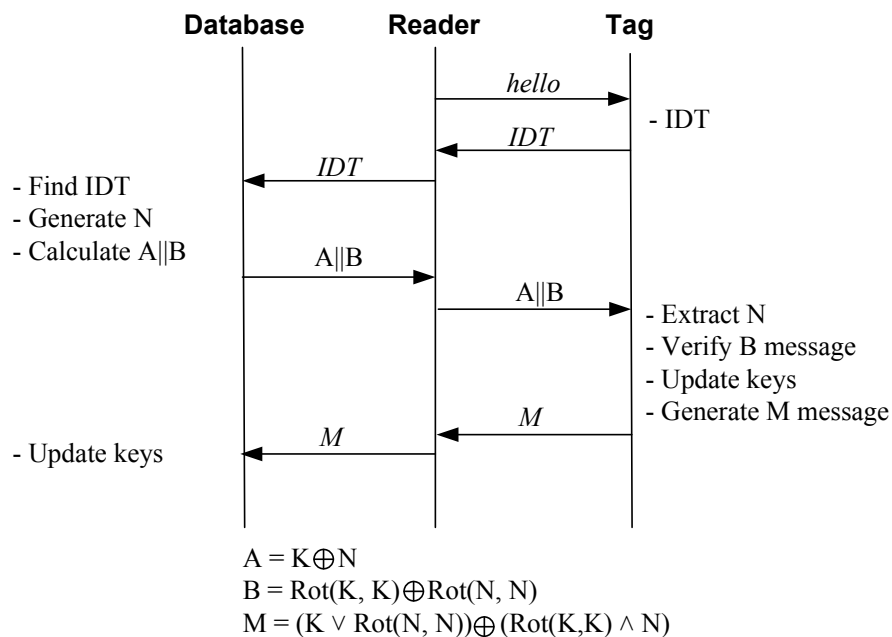 Database Reader Tag
hello
- IDT
IDT
IDT
- Find IDT
- Generate N
- Calculate A||B
A||B
A||B
- Extract N
- Verify B message
- Update keys
- Generate M message
M
M
- Update keys
A = K⊕N
B = Rot(K, K)⊕Rot(N, N)
M = (K ∨ Rot(N, N))⊕(Rot(K,K) ∧ N)